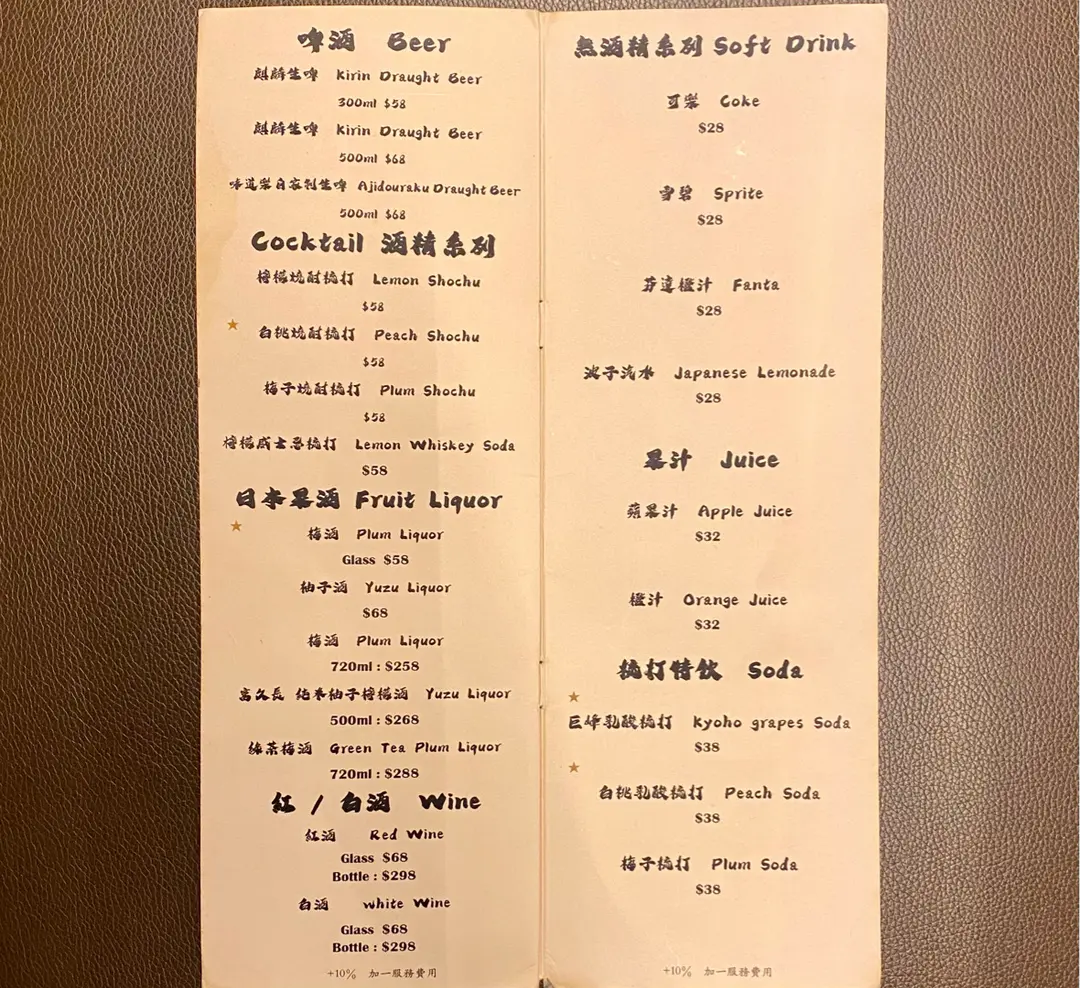 啤酒 Beer
麒麟生啤 Kirin Draught Beer
300ml $58
麒麟生啤 Kirin Draught Beer
500ml $68
味道樂自家制生啤 Ajidouraku Draught Beer
500ml $68
Cocktail 酒精系列
檸檬燒酎梳打 Lemon Shochu
$58
★ 白桃燒酎梳打 Peach Shochu
$58
梅子燒酎梳打 Plum Shochu
$58
檸檬威士忌梳打 Lemon Whiskey Soda
$58
日本果酒 Fruit Liquor
★ 梅酒 Plum Liquor
Glass $58
柚子酒 Yuzu Liquor
$68
梅酒 Plum Liquor
720ml : $258
富久長 純米柚子檸檬酒 Yuzu Liquor
500ml : $268
綠茶梅酒 Green Tea Plum Liquor
720ml : $288
紅 / 白酒 Wine
紅酒 Red Wine
Glass $68
Bottle : $298
白酒 white Wine
Glass $68
Bottle : $298
+10% 加一服務費用
無酒精系列 Soft Drink
可樂 Coke
$28
雪碧 Sprite
$28
芬達橙汁 Fanta
$28
波子汽水 Japanese Lemonade
$28
果汁 Juice
蘋果汁 Apple Juice
$32
橙汁 Orange Juice
$32
梳打特飲 Soda
★
巨峰乳酸梳打 kyoho grapes Soda
$38
★
白桃乳酸梳打 Peach Soda
$38
梅子梳打 Plum Soda
$38
+10% 加一服務費用